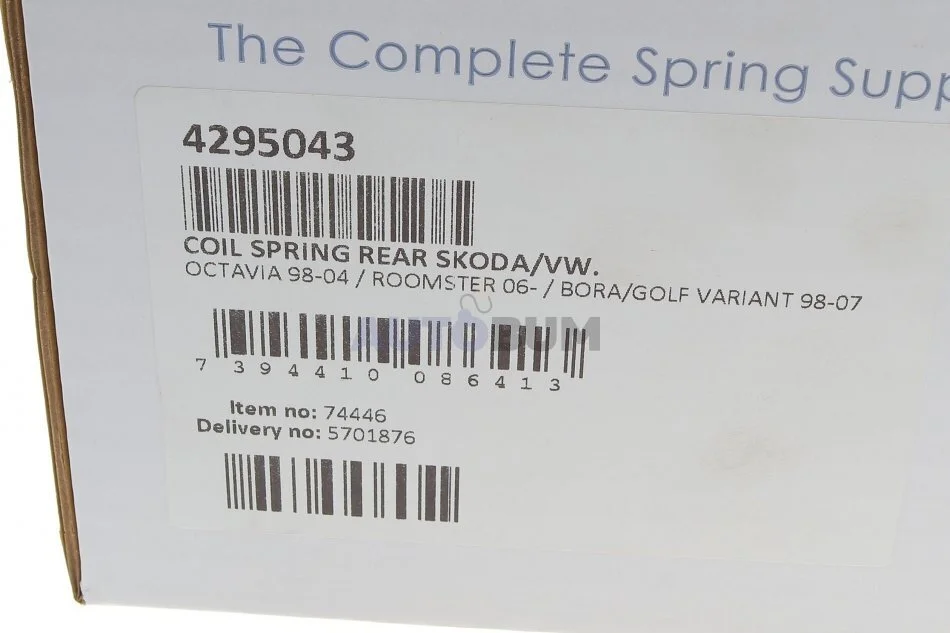 The Complete Spring Supp
4295043
COIL SPRING REAR SKODA/VW.
OCTAVIA 98-04 / ROOMSTER 06- / BORA/GOLF VARIANT 98-07
AUTOBUM
7 394410 086413
Item no: 74446
Delivery no: 5701876